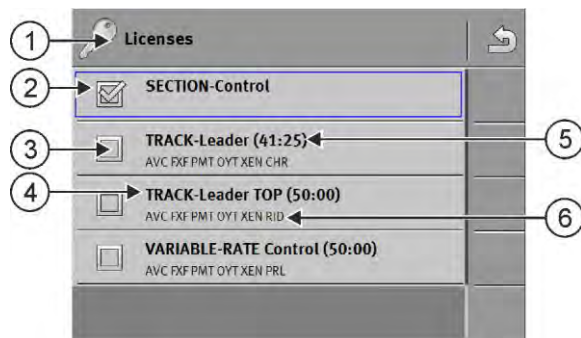 Licenses
SECTION-Control
TRACK-Leader (41:25)
AVC FXF PMT OYT XEN CHR
TRACK-Leader TOP (50:00)
AVC FXF PMT OYT XEN RID
VARIABLE-RATE Control (50:00)
AVC FXF PMT OYT XEN PRL
1
2
3
4
5
6